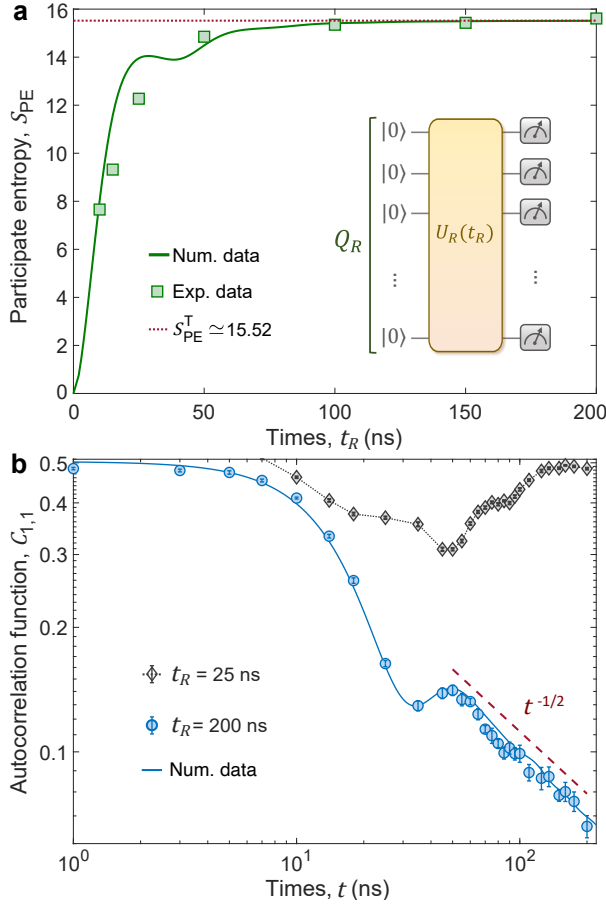 a
Participate entropy, S_PE
16
14
12
10
8
6
4
2
0
Num. data
Exp. data
S_PE^T ≃ 15.52
Q_R
|0⟩
|0⟩
|0⟩
⋮
|0⟩
U_R(t_R)
...
...
0
50
100
150
200
Times, t_R (ns)
b
Autocorrelation function, C_1,1
0.5
0.4
0.3
0.2
0.1
t_R = 25 ns
t_R = 200 ns
Num. data
t^-1/2
10^0
10^1
10^2
Times, t (ns)